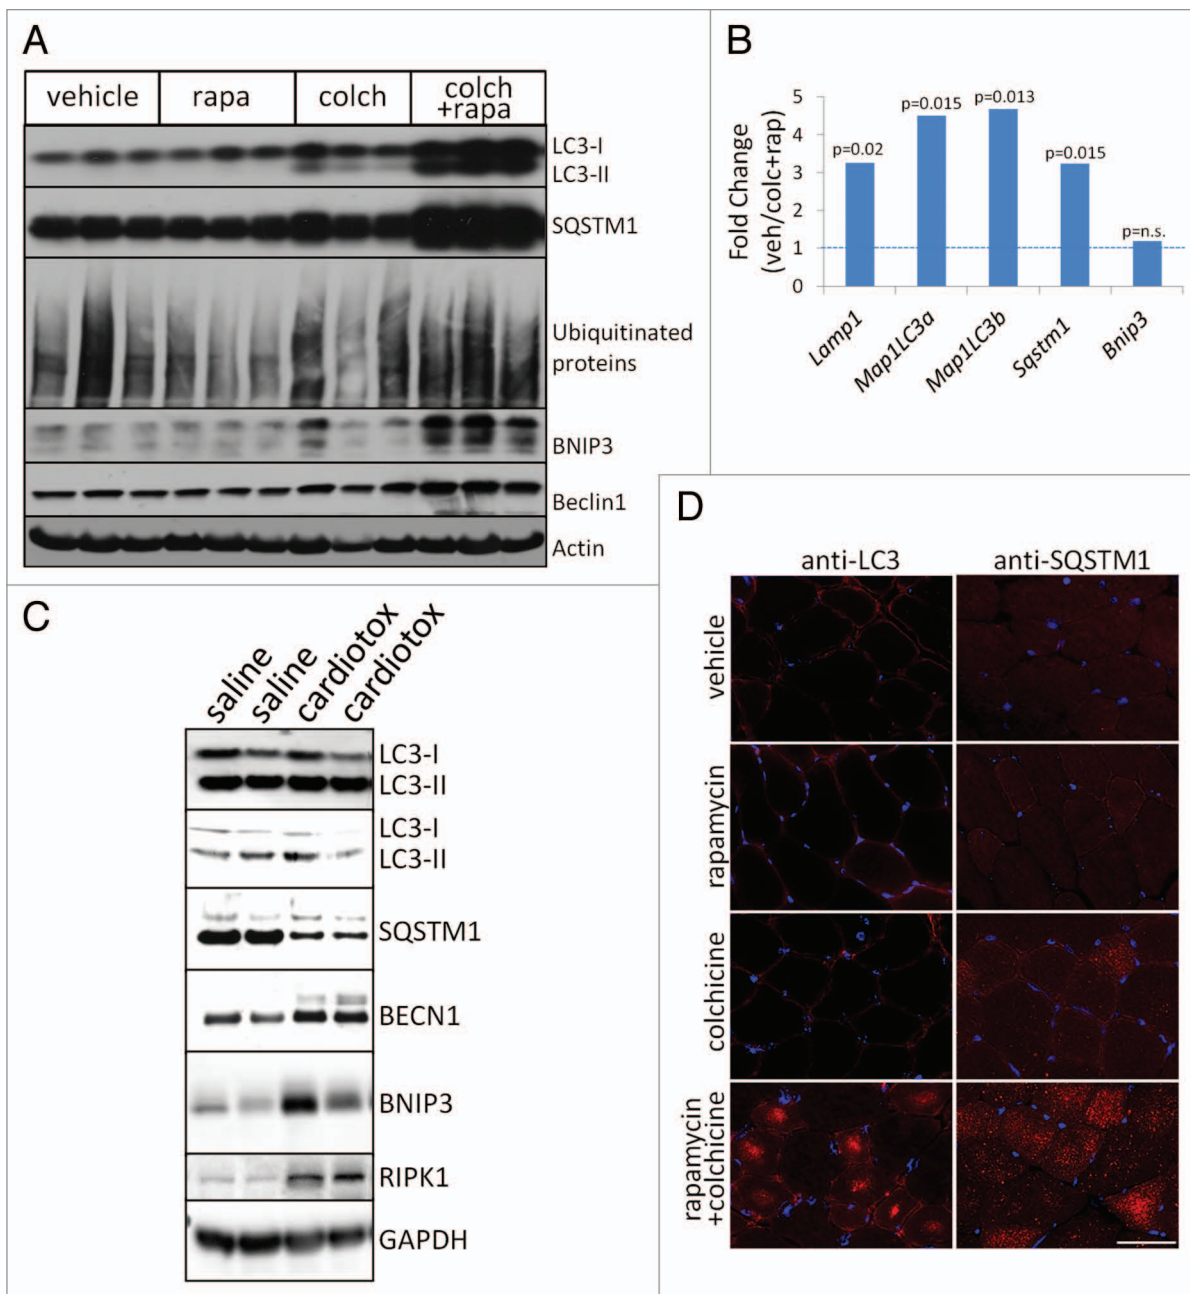 A
vehicle
rapa
colch
colch
+rapa
LC3-I
LC3-II
SQSTM1
Ubiquitinated
proteins
BNIP3
Beclin1
Actin
B
Fold Change
(veh/colc+rap)
5
4
3
2
1
0
p=0.02
p=0.015
p=0.013
p=0.015
p=n.s.
Lamp1
Map1LC3a
Map1LC3b
Sqstm1
Bnip3
C
saline
saline
cardiotox
cardiotox
LC3-I
LC3-II
LC3-I
LC3-II
SQSTM1
BECN1
BNIP3
RIPK1
GAPDH
D
anti-LC3
anti-SQSTM1
vehicle
rapamycin
colchicine
rapamycin
+colchicine